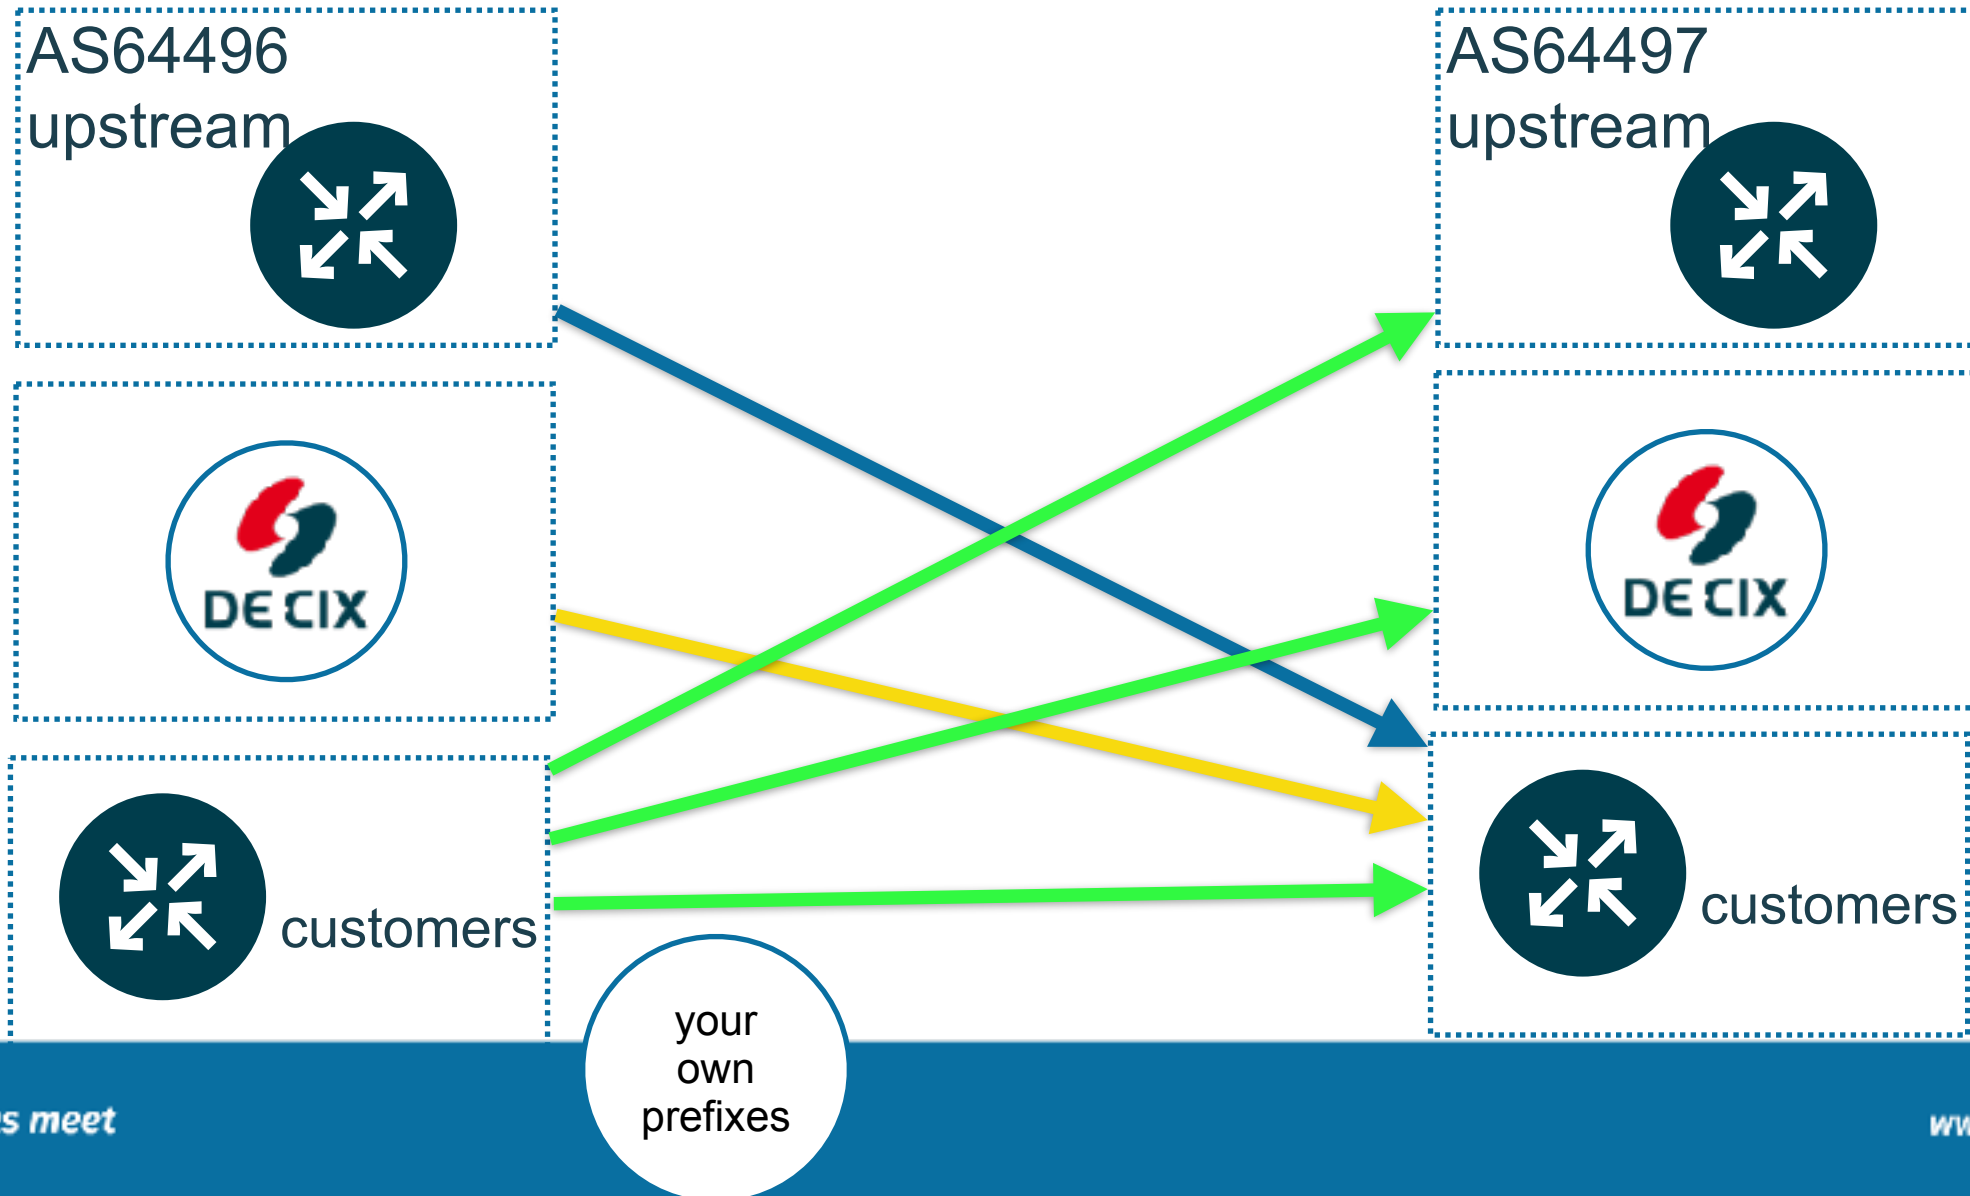 AS64496
upstream
AS64497
upstream
DE CIX
DE CIX
customers
customers
your
own
prefixes
meet